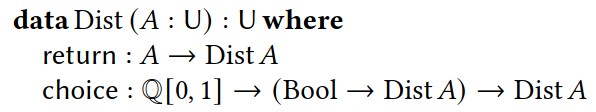 data Dist (A : U) : U where
return : A → Dist A
choice : ℚ[0, 1] → (Bool → Dist A) → Dist A